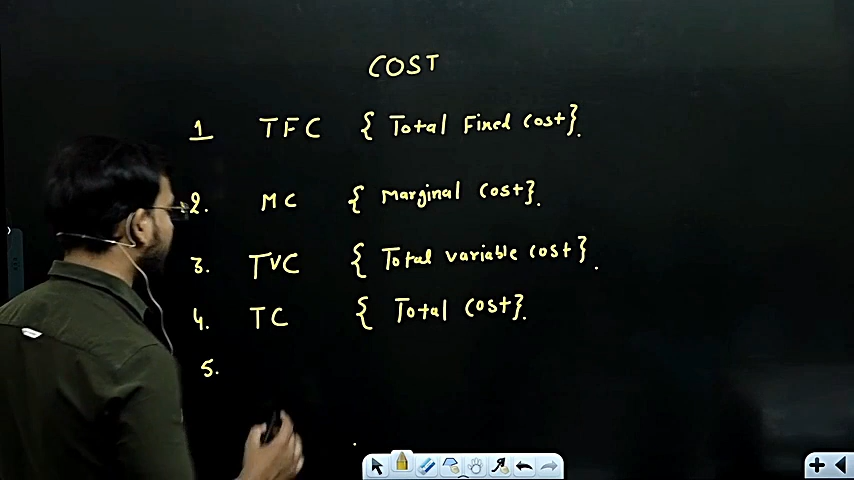 COST
1 TFC { Total Fixed Cost}.
2. MC { Marginal Cost}.
3. TVC { Total variable Cost}.
4. TC { Total Cost}.
5.